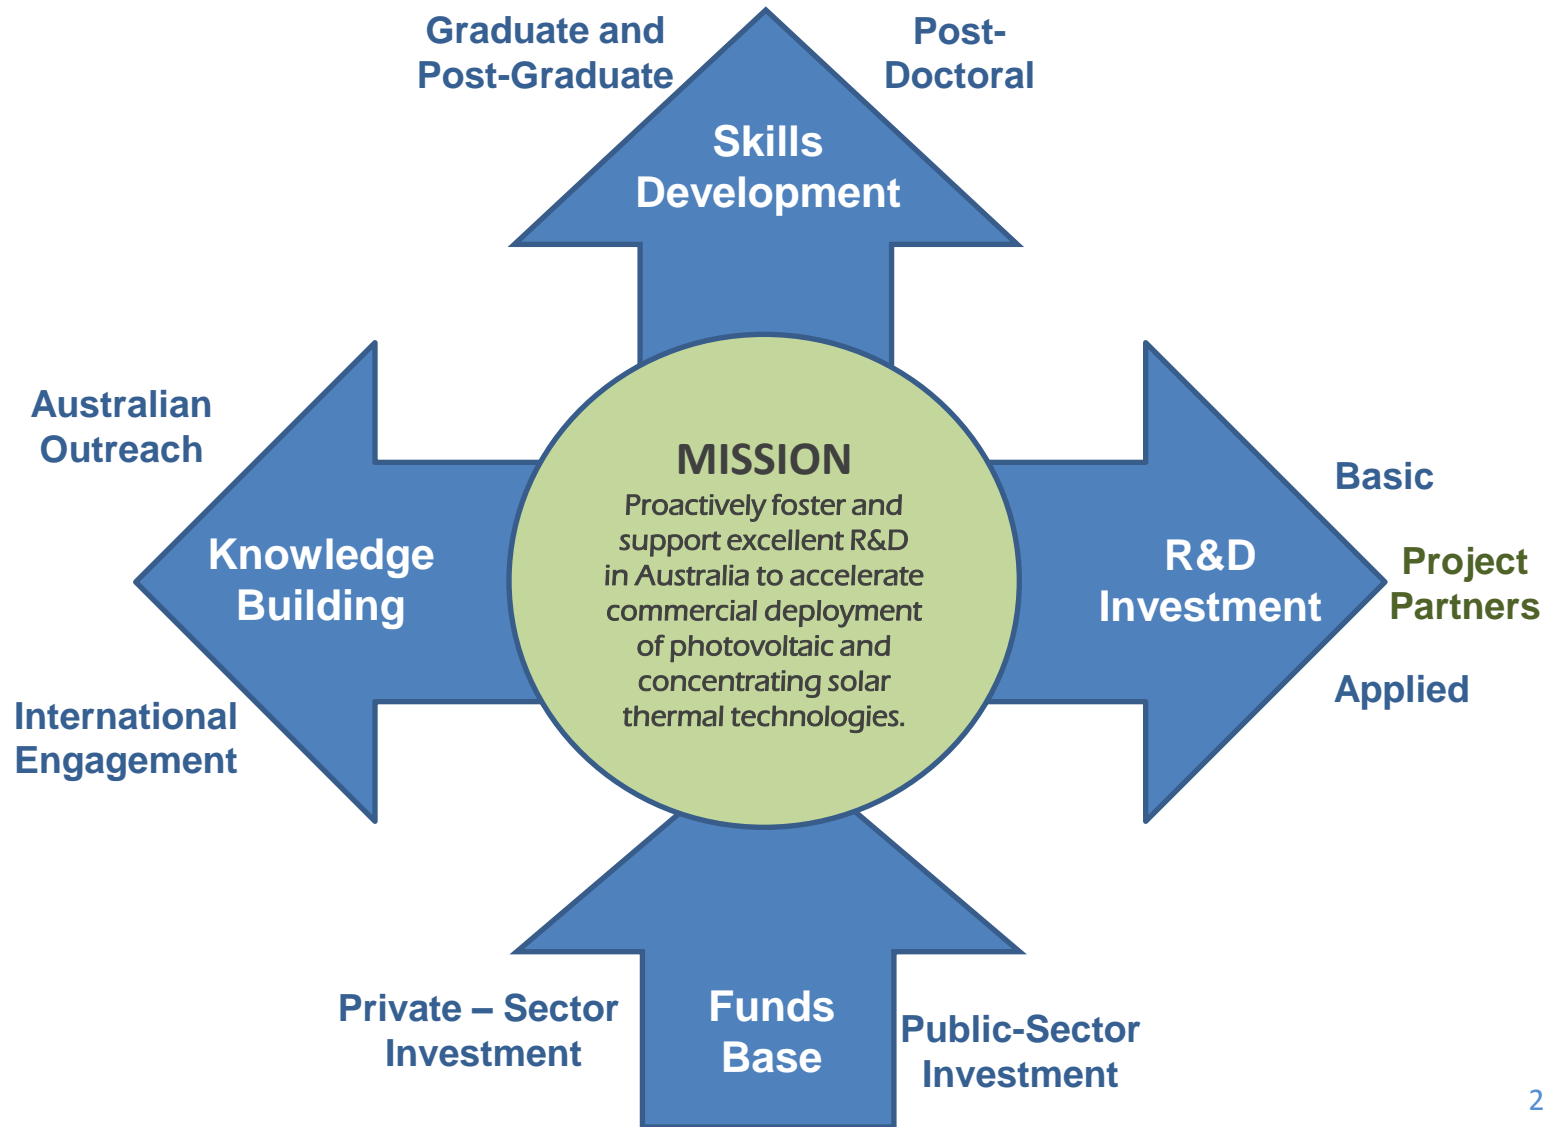 Graduate and
Post-Graduate
Post-
Doctoral
Skills
Development
Australian
Outreach
Knowledge
Building
International
Engagement
MISSION
Proactively foster and
support excellent R&D
in Australia to accelerate
commercial deployment
of photovoltaic and
concentrating solar
thermal technologies.
R&D
Investment
Basic
Project
Partners
Applied
Private – Sector
Investment
Funds
Base
Public-Sector
Investment
2